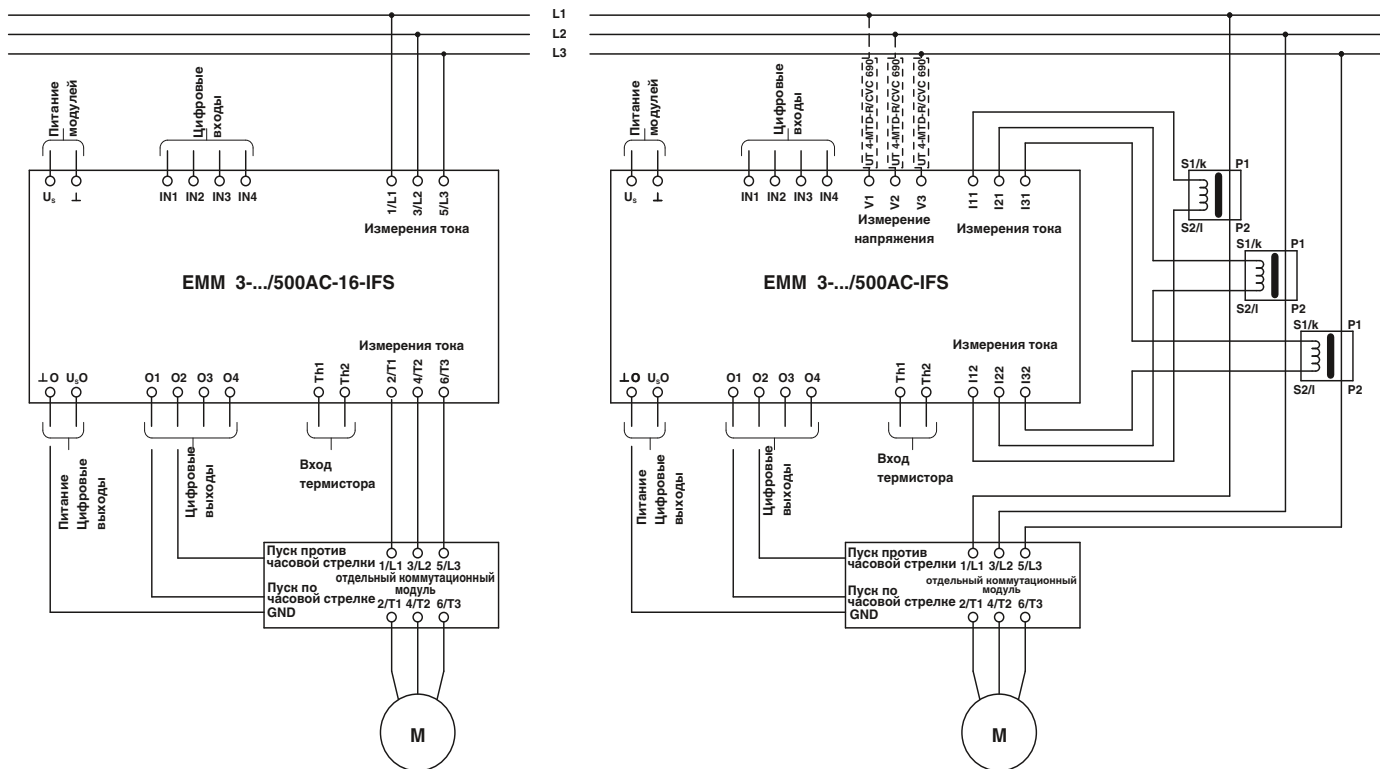 L1
L2
L3
Питание
модулей
Цифровые
входы
Us
⊥
IN1
IN2
IN3
IN4
1/L1
3/L2
5/L3
Измерения тока
EMM 3-.../500AC-16-IFS
Измерения тока
⊥O
UsO
O1
O2
O3
O4
Th1
Th2
2/T1
4/T2
6/T3
Питание
Цифровые
выходы
Цифровые
выходы
Вход
термистора
Пуск против
часовой стрелки
1/L1 3/L2 5/L3
отдельный коммутационный
модуль
Пуск по
часовой стрелке
2/T1 4/T2 6/T3
GND
M
Питание
модулей
Цифровые
входы
UT 4-MTD-R/CVC 690
UT 4-MTD-R/CVC 690
UT 4-MTD-R/CVC 690
Us
⊥
IN1
IN2
IN3
IN4
V1
V2
V3
Измерение
напряжения
I11
I21
I31
Измерения тока
EMM 3-.../500AC-IFS
S1/k
P1
S2/l
P2
S1/k
P1
S2/l
P2
S1/k
P1
S2/l
P2
Измерения тока
⊥O
UsO
O1
O2
O3
O4
Th1
Th2
I12
I22
I32
Питание
Цифровые
выходы
Цифровые
выходы
Вход
термистора
Пуск против
часовой стрелки
1/L1 3/L2 5/L3
отдельный коммутационный
модуль
Пуск по
часовой стрелке
2/T1 4/T2 6/T3
GND
M